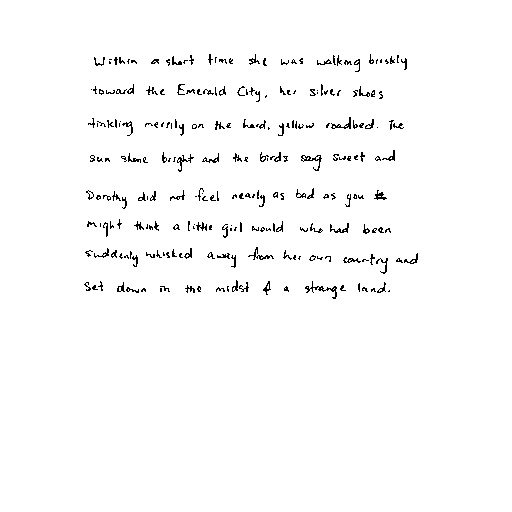 Within a short time she was walking briskly
toward the Emerald City, her silver shoes
tinkling merrily on the hard, yellow roadbed. The
sun shone bright and the birds sang sweet and
Dorothy did not feel nearly as bad as you
might think a little girl would who had been
suddenly whisked away from her own country and
set down in the midst of a strange land.